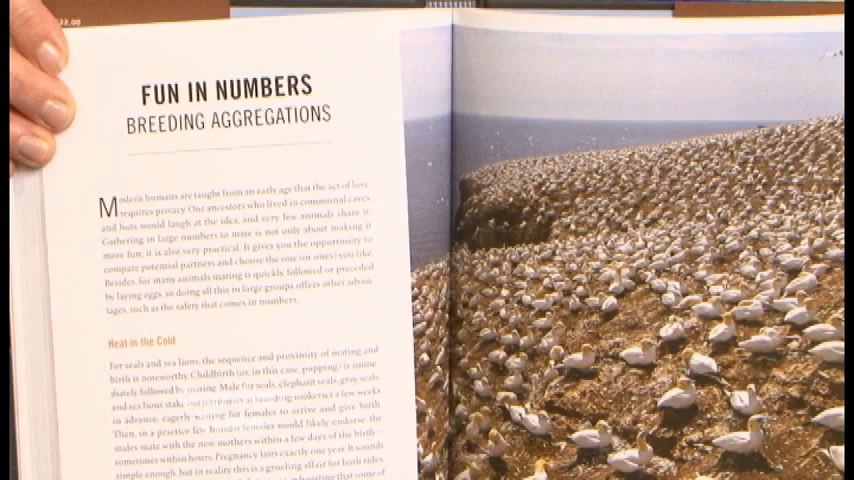 22.00
FUN IN NUMBERS
BREEDING AGGREGATIONS
Modern humans are taught from an early age that the act of love
requires privacy. Our ancestors who lived in communal caves
and huts would laugh at the idea, and very few animals share it.
Gathering in large numbers to mate is not only about making it
more fun; it is also very practical. It gives you the opportunity to
compare potential partners and choose the one (or ones) you like.
Besides, for many animals mating is quickly followed or preceded
by laying eggs, so doing all this in large groups offers other advan-
tages, such as the safety that comes in numbers.
Heat in the Cold
For seals and sea lions, the sequence and proximity of mating and
birth is noteworthy. Childbirth (or, in this case, pupping) is imme-
diately followed by mating. Male fur seals, elephant seals, gray seals,
and sea lions stake out territories at breeding rookeries a few weeks
in advance, eagerly waiting for females to arrive and give birth.
Then, in a practice few human females would likely endorse, the
males mate with the new mothers within a few days of the birth—
sometimes within hours. Pregnancy lasts exactly one year. It sounds
simple enough, but in reality this is a grueling affair for both sides,
exhausting that some of